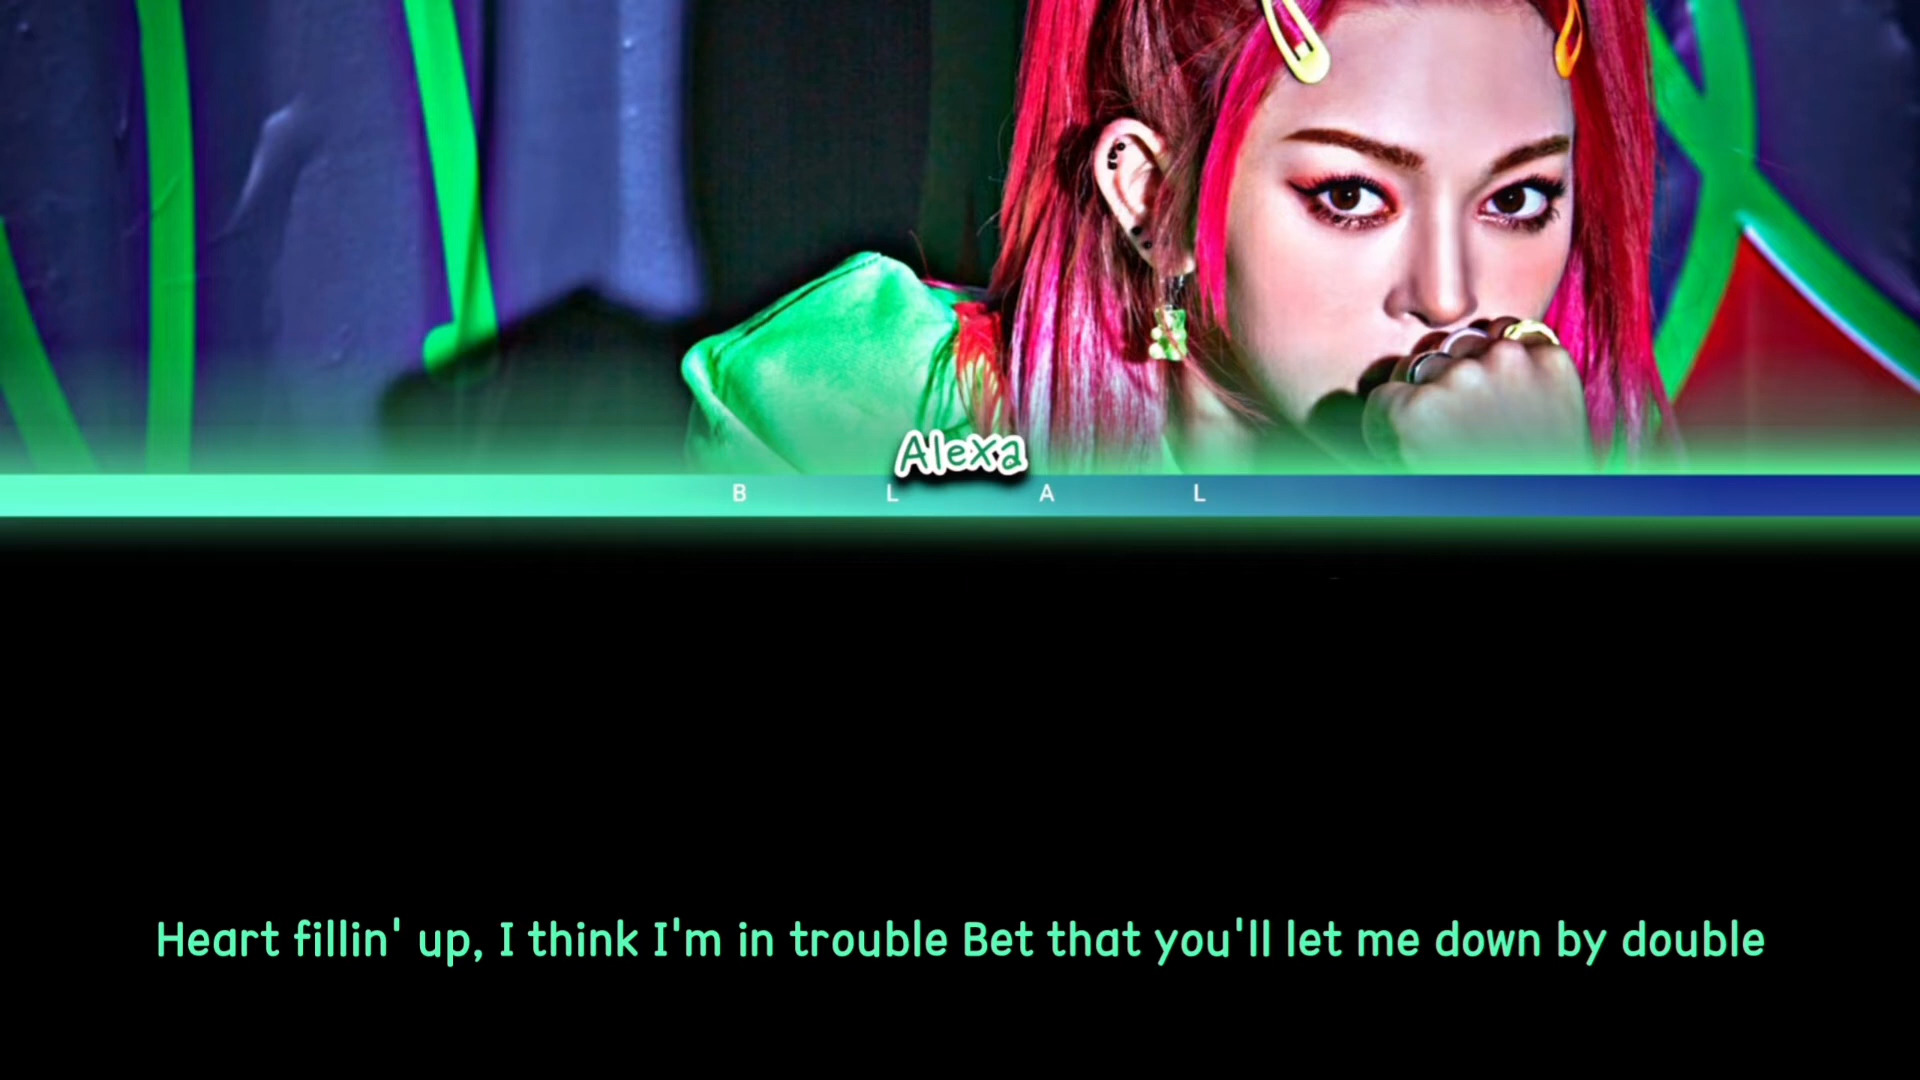 Alexa
B L A L
Heart fillin' up, I think I'm in trouble Bet that you'll let me down by double